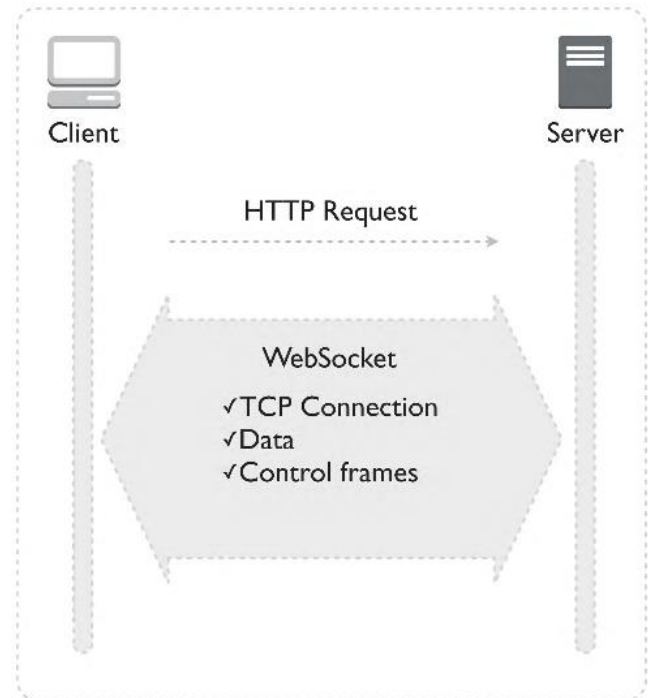 Client
Server
HTTP Request
WebSocket
✓TCP Connection
✓Data
✓Control frames